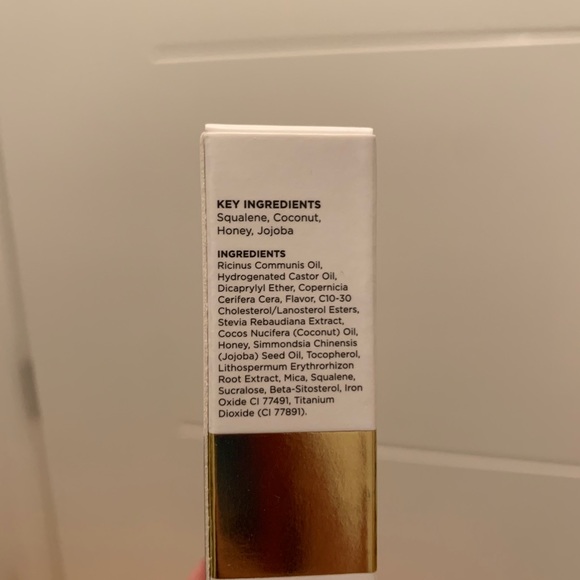 KEY INGREDIENTS
Squalene, Coconut,
Honey, Jojoba
INGREDIENTS
Ricinus Communis Oil,
Hydrogenated Castor Oil,
Dicaprylyl Ether, Copernicia
Cerifera Cera, Flavor, C10-30
Cholesterol/Lanosterol Esters,
Stevia Rebaudiana Extract,
Cocos Nucifera (Coconut) Oil,
Honey, Simmondsia Chinensis
(Jojoba) Seed Oil, Tocopherol,
Lithospermum Erythrorhizon
Root Extract, Mica, Squalene,
Sucralose, Beta-Sitosterol, Iron
Oxide CI 77491, Titanium
Dioxide (CI 77891).